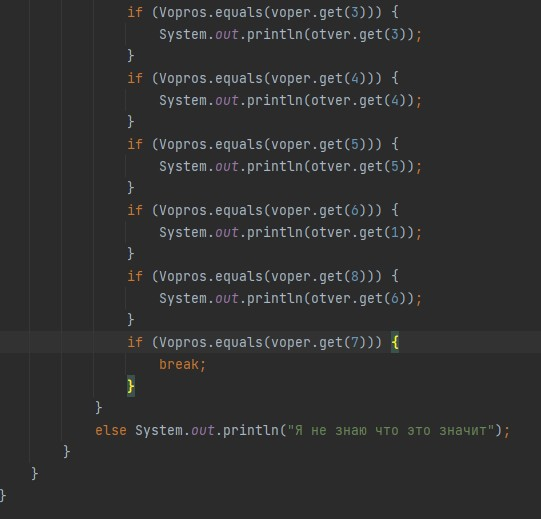 if (Vopros.equals(voper.get(3))) {
System.out.println(otver.get(3));
}
if (Vopros.equals(voper.get(4))) {
System.out.println(otver.get(4));
}
if (Vopros.equals(voper.get(5))) {
System.out.println(otver.get(5));
}
if (Vopros.equals(voper.get(6))) {
System.out.println(otver.get(1));
}
if (Vopros.equals(voper.get(8))) {
System.out.println(otver.get(6));
}
if (Vopros.equals(voper.get(7))) {
break;
}
}
else System.out.println("Я не знаю что это значит");
}
}
}